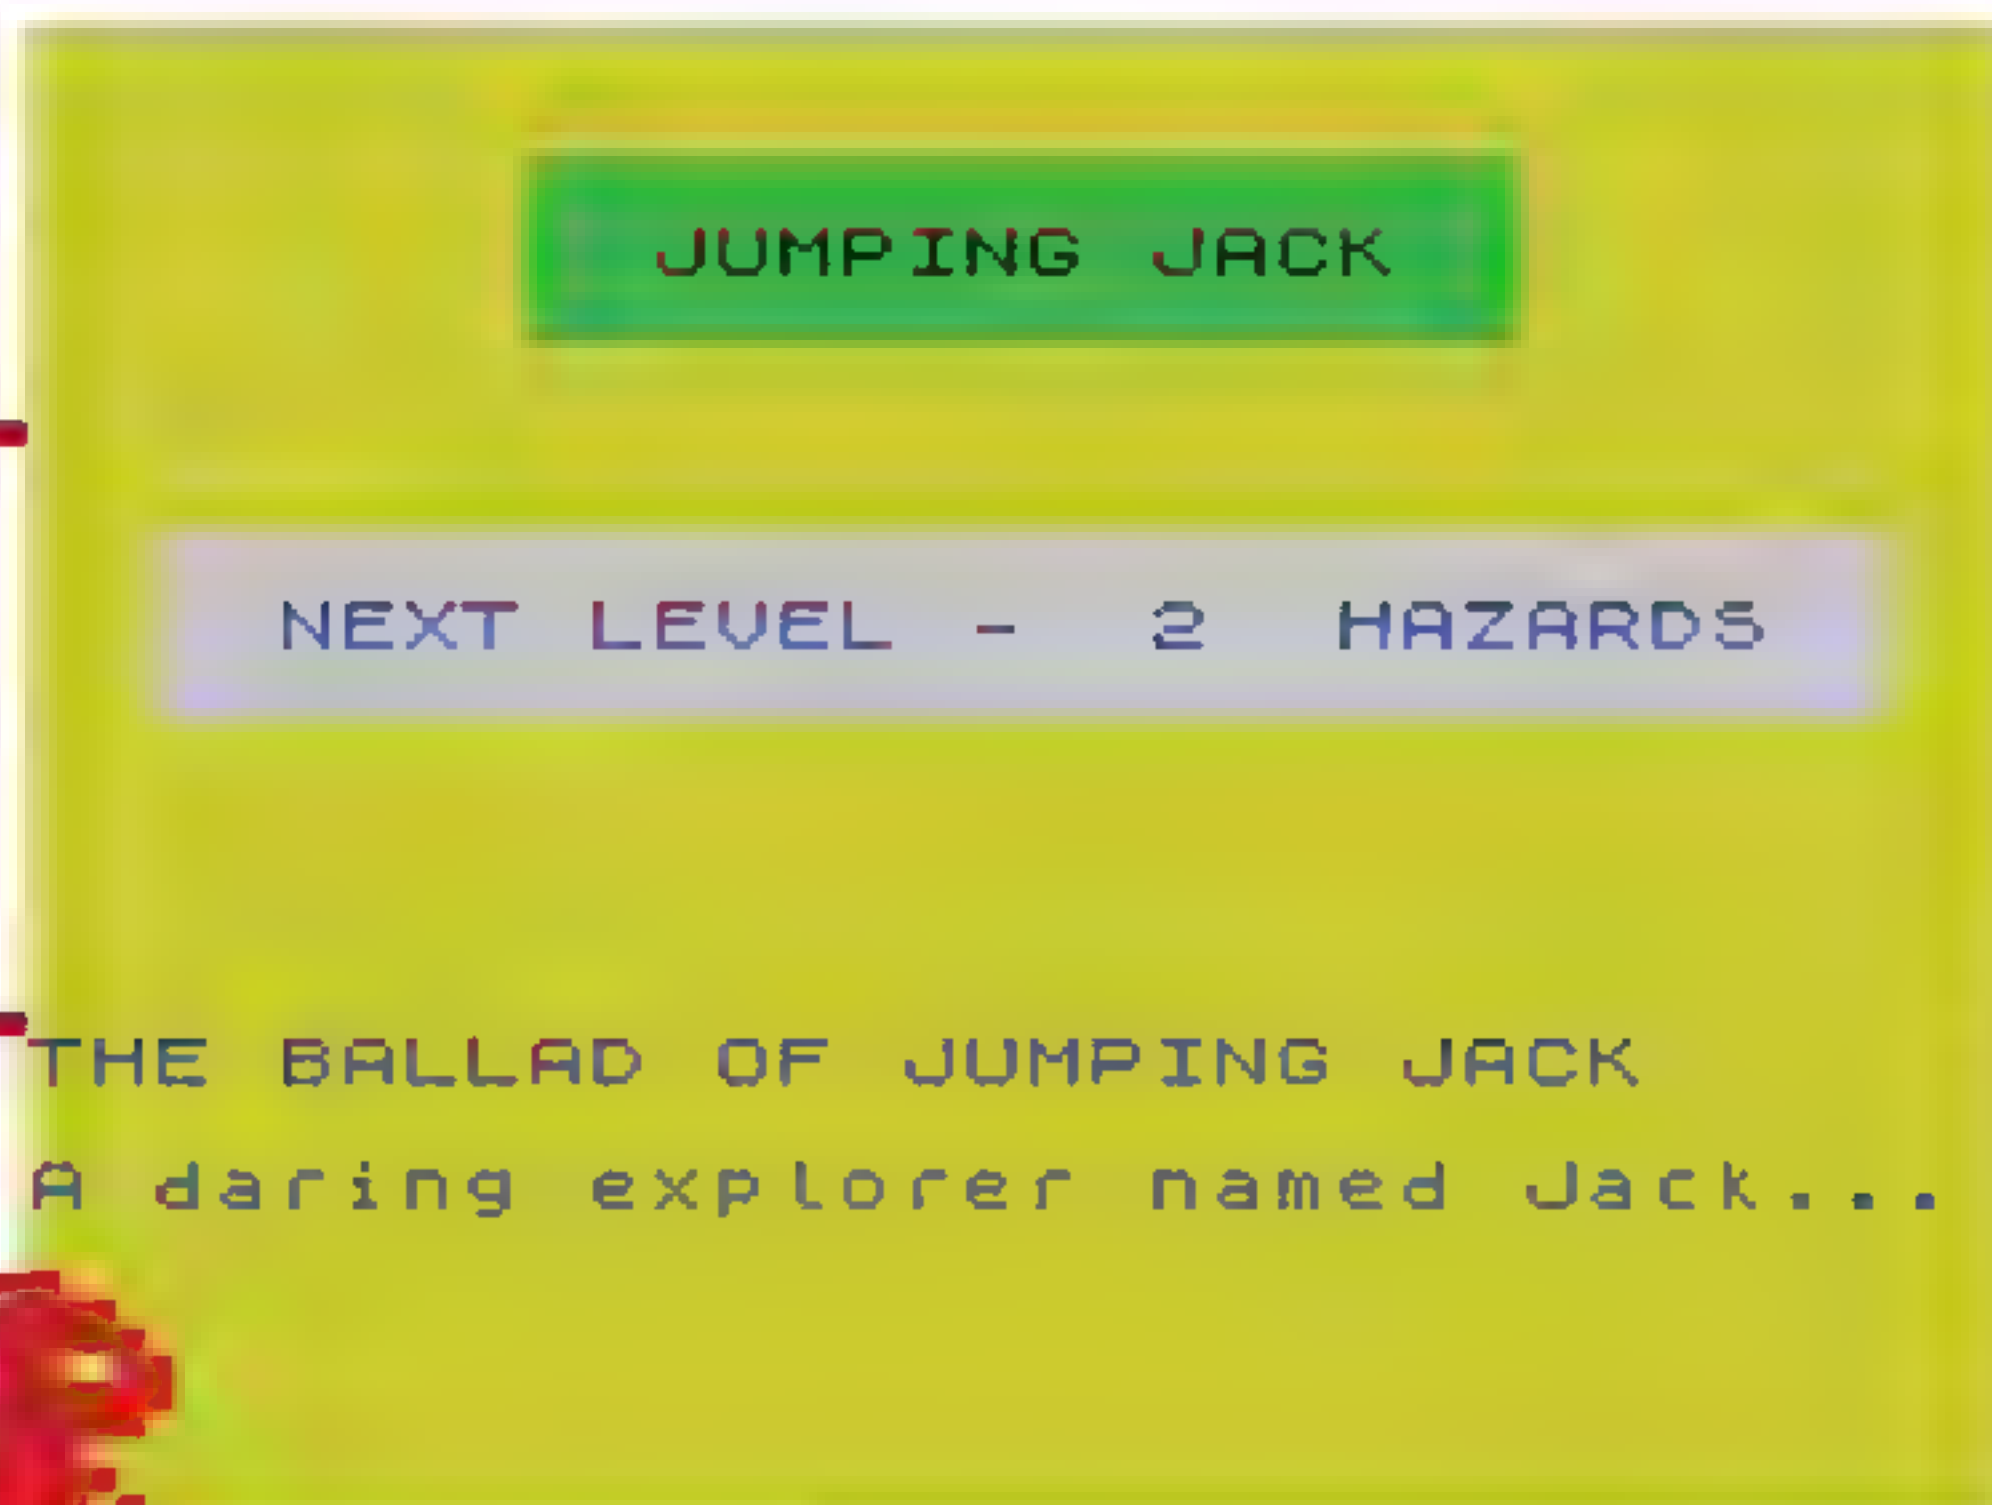 JUMPING JACK
NEXT LEVEL - 2 HAZARDS
THE BALLAD OF JUMPING JACK
A daring explorer named Jack...